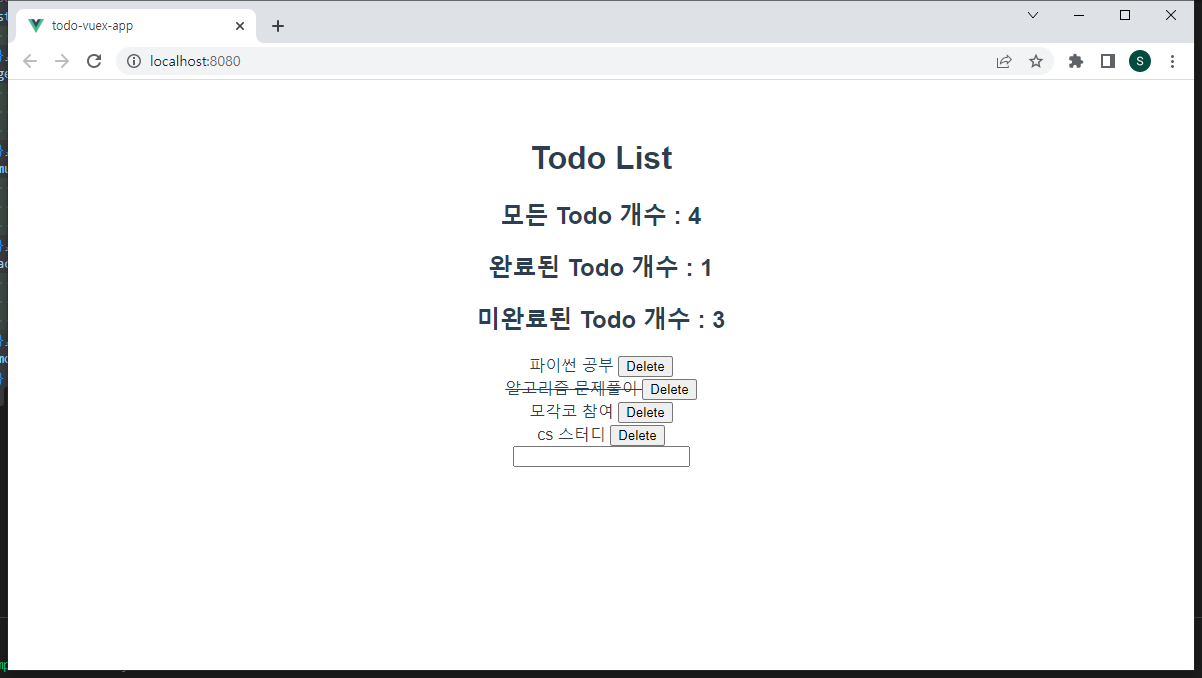 todo-vuex-app
localhost:8080
S
Todo List
모든 Todo 개수 : 4
완료된 Todo 개수 : 1
미완료된 Todo 개수 : 3
파이썬 공부 Delete
알고리즘 문제풀이 Delete
모각코 참여 Delete
cs 스터디 Delete